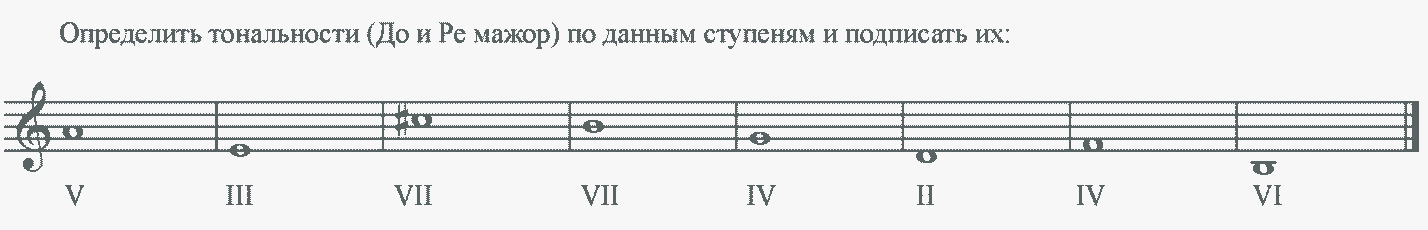 Определить тональности (До и Ре мажор) по данным ступеням и подписать их:
V III VII VII IV II IV VI